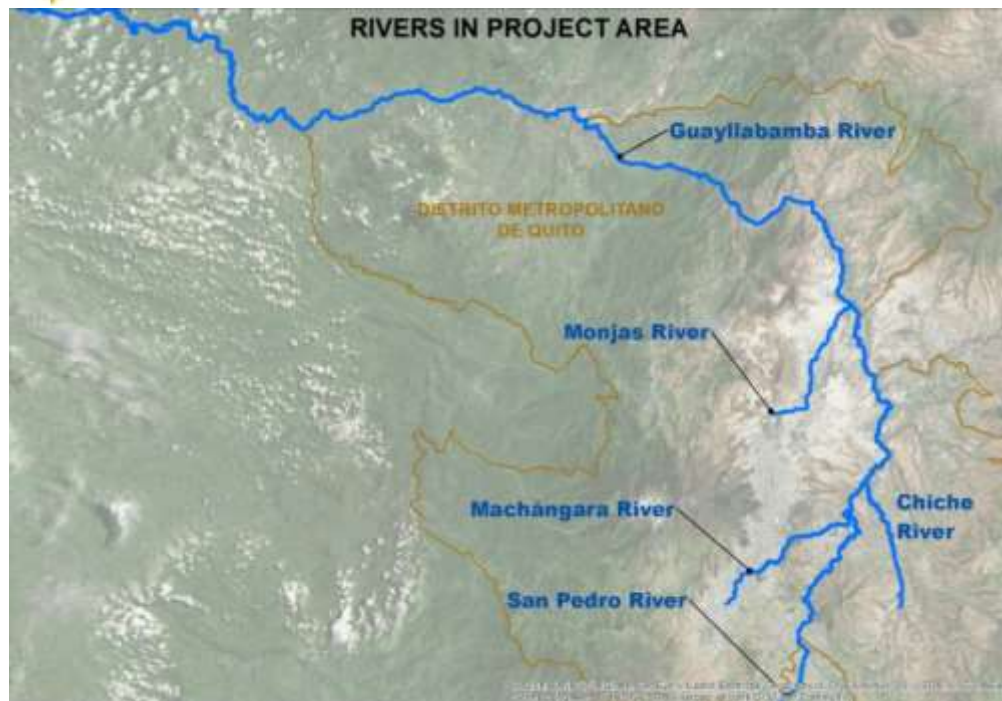 RIVERS IN PROJECT AREA
Guayllabamba River
DISTRITO METROPOLITANO
DE QUITO
Monjas River
Machángara River
Chiche
River
San Pedro River